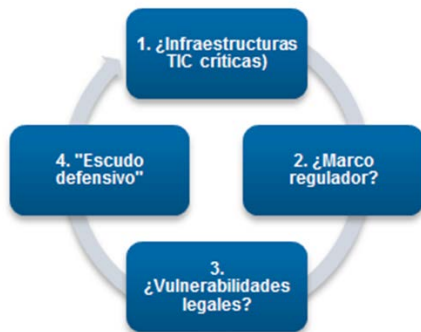 1. ¿Infraestructuras
TIC críticas)
2. ¿Marco
regulador?
3.
¿Vulnerabilidades
legales?
4. "Escudo
defensivo"